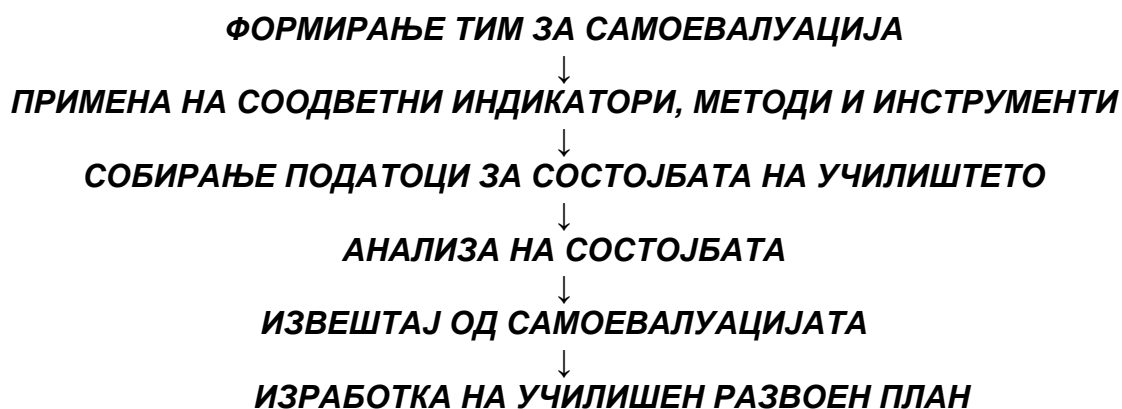 ФОРМИРАЊЕ ТИМ ЗА САМОЕВАЛУАЦИЈА
↓
ПРИМЕНА НА СООДВЕТНИ ИНДИКАТОРИ, МЕТОДИ И ИНСТРУМЕНТИ
↓
СОБИРАЊЕ ПОДАТОЦИ ЗА СОСТОЈБАТА НА УЧИЛИШТЕТО
↓
АНАЛИЗА НА СОСТОЈБАТА
↓
ИЗВЕШТАЈ ОД САМОЕВАЛУАЦИЈАТА
↓
ИЗРАБОТКА НА УЧИЛИШЕН РАЗВОЕН ПЛАН